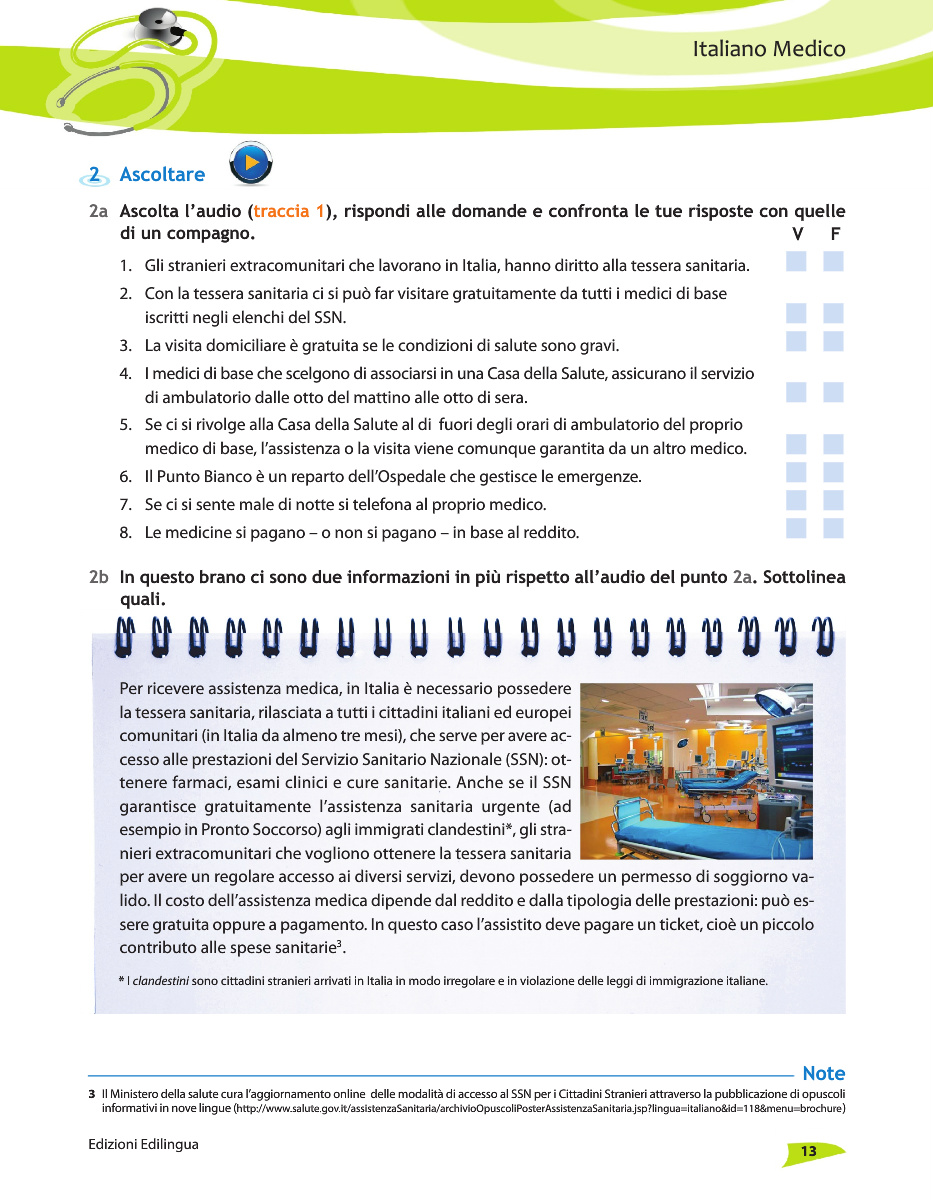 Italiano Medico
2 Ascoltare
2a Ascolta l'audio (traccia 1), rispondi alle domande e confronta le tue risposte con quelle
di un compagno. V F
1. Gli stranieri extracomunitari che lavorano in Italia, hanno diritto alla tessera sanitaria.
2. Con la tessera sanitaria ci si può far visitare gratuitamente da tutti i medici di base
iscritti negli elenchi del SSN.
3. La visita domiciliare è gratuita se le condizioni di salute sono gravi.
4. I medici di base che scelgono di associarsi in una Casa della Salute, assicurano il servizio
di ambulatorio dalle otto del mattino alle otto di sera.
5. Se ci si rivolge alla Casa della Salute al di fuori degli orari di ambulatorio del proprio
medico di base, l'assistenza o la visita viene comunque garantita da un altro medico.
6. Il Punto Bianco è un reparto dell'Ospedale che gestisce le emergenze.
7. Se ci si sente male di notte si telefona al proprio medico.
8. Le medicine si pagano – o non si pagano – in base al reddito.
2b In questo brano ci sono due informazioni in più rispetto all'audio del punto 2a. Sottolinea
quali.
Per ricevere assistenza medica, in Italia è necessario possedere
la tessera sanitaria, rilasciata a tutti i cittadini italiani ed europei
comunitari (in Italia da almeno tre mesi), che serve per avere ac-
cesso alle prestazioni del Servizio Sanitario Nazionale (SSN): ot-
tenere farmaci, esami clinici e cure sanitarie. Anche se il SSN
garantisce gratuitamente l'assistenza sanitaria urgente (ad
esempio in Pronto Soccorso) agli immigrati clandestini*, gli stra-
nieri extracomunitari che vogliono ottenere la tessera sanitaria
per avere un regolare accesso ai diversi servizi, devono possedere un permesso di soggiorno va-
lido. Il costo dell'assistenza medica dipende dal reddito e dalla tipologia delle prestazioni: può es-
sere gratuita oppure a pagamento. In questo caso l'assistito deve pagare un ticket, cioè un piccolo
contributo alle spese sanitarie³.
* I clandestini sono cittadini stranieri arrivati in Italia in modo irregolare e in violazione delle leggi di immigrazione italiane.
Note
3 Il Ministero della salute cura l'aggiornamento online delle modalità di accesso al SSN per i Cittadini Stranieri attraverso la pubblicazione di opuscoli
informativi in nove lingue (http://www.salute.gov.it/assistenzaSanitaria/archivioOpuscoliPosterAssistenzaSanitaria.jsp?lingua=italiano&id=118&menu=brochure)
Edizioni Edilingua
13